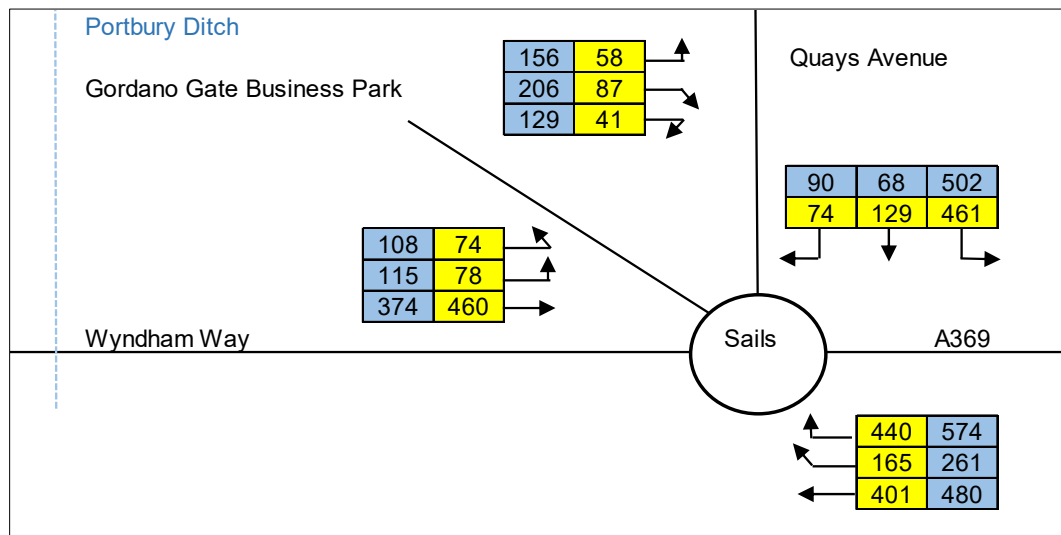 Portbury Ditch
156 58
Quays Avenue
206 87
Gordano Gate Business Park
129 41
90 68 502
74 129 461
108 74
115 78
374 460
Wyndham Way
Sails
A369
440 574
165 261
401 480